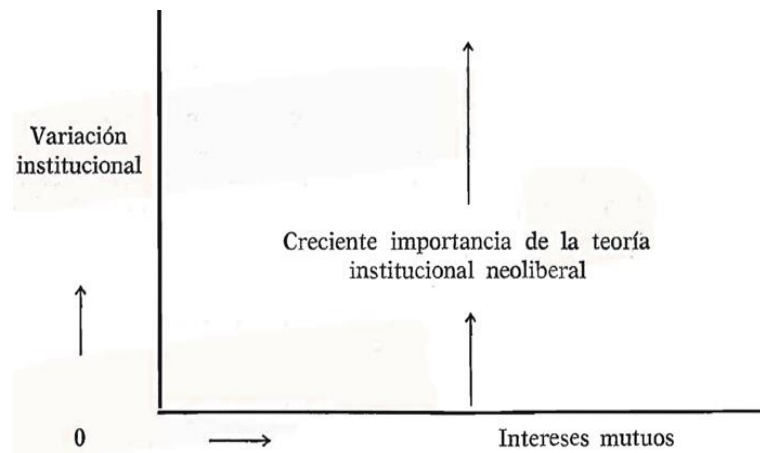 Variación
institucional
Creciente importancia de la teoría
institucional neoliberal
0
Intereses mutuos